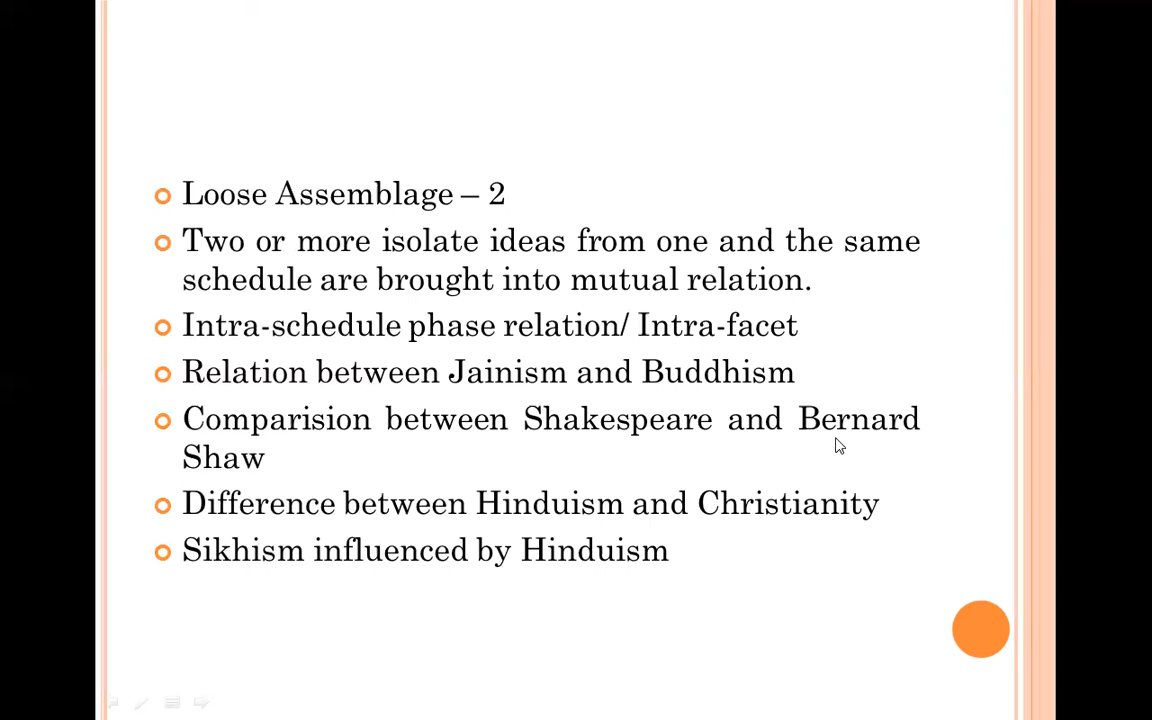 Loose Assemblage – 2
Two or more isolate ideas from one and the same
schedule are brought into mutual relation.
Intra-schedule phase relation/ Intra-facet
Relation between Jainism and Buddhism
Comparision between Shakespeare and Bernard
Shaw
Difference between Hinduism and Christianity
Sikhism influenced by Hinduism